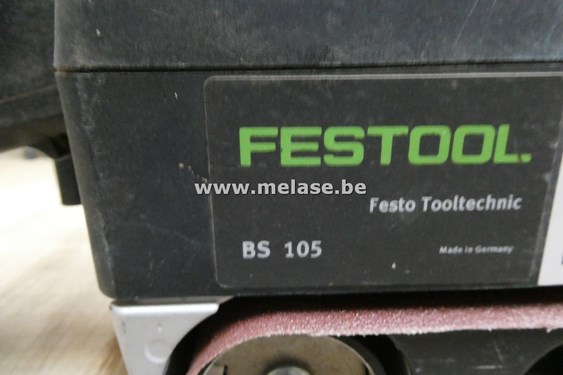 FESTOOL.
www.melase.be
Festo Tooltechnic
BS 105
Made in Germany